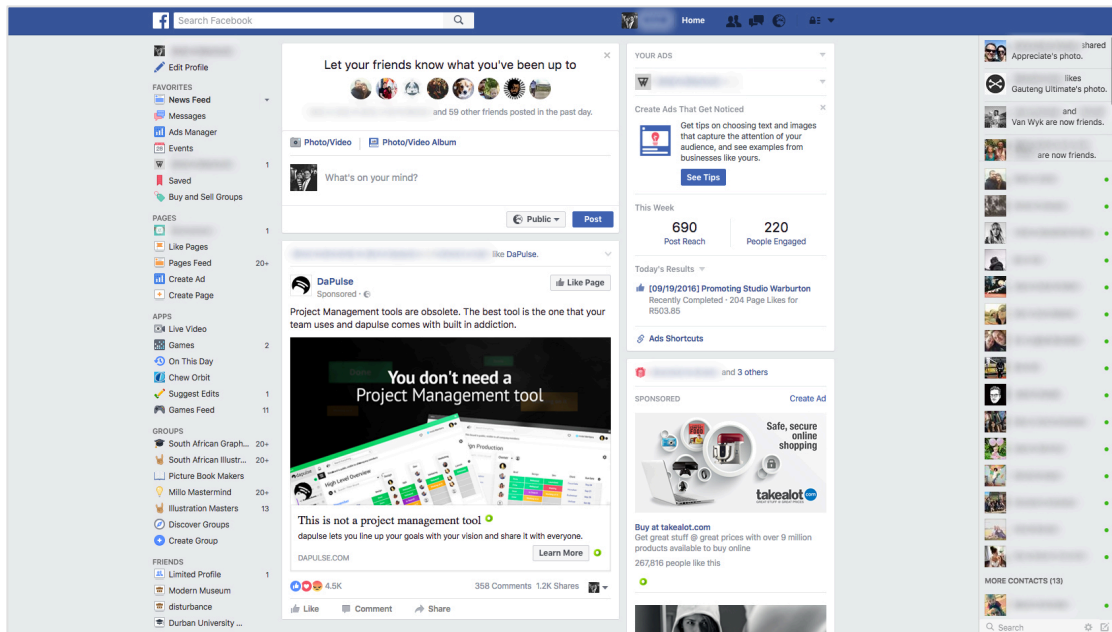 Search Facebook
Home
Edit Profile
FAVORITES
News Feed
Messages
Ads Manager
Events
1
Saved
Buy and Sell Groups
PAGES
1
Like Pages
Pages Feed 20+
Create Ad
Create Page
APPS
Live Video
Games 2
On This Day
Chew Orbit
Suggest Edits 1
Games Feed 11
GROUPS
South African Graph... 20+
South African Illustr... 20+
Picture Book Makers
Millo Mastermind 20+
Illustration Masters 13
Discover Groups
Create Group
FRIENDS
Limited Profile 1
Modern Museum
disturbance
Durban University ...
Let your friends know what you've been up to
and 59 other friends posted in the past day.
Photo/Video Photo/Video Album
What's on your mind?
Public Post
like DaPulse.
DaPulse
Sponsored ·
Like Page
Project Management tools are obsolete. The best tool is the one that your
team uses and dapulse comes with built in addiction.
You don't need a
Project Management tool
High Level Overview
This is not a project management tool
dapulse lets you line up your goals with your vision and share it with everyone.
DAPULSE.COM
Learn More
4.5K 358 Comments 1.2K Shares
Like Comment Share
YOUR ADS
Create Ads That Get Noticed
Get tips on choosing text and images
that capture the attention of your
audience, and see examples from
businesses like yours.
See Tips
This Week
690 220
Post Reach People Engaged
Today's Results
[09/19/2016] Promoting Studio Warburton
Recently Completed · 204 Page Likes for
R503.85
Ads Shortcuts
and 3 others
SPONSORED Create Ad
Safe, secure
online
shopping
takealot.com
Buy at takealot.com
Get great stuff @ great prices with over 9 million
products available to buy online
267,816 people like this
shared
Appreciate's photo.
likes
Gauteng Ultimate's photo.
and
Van Wyk are now friends.
are now friends.
MORE CONTACTS (13)
Search